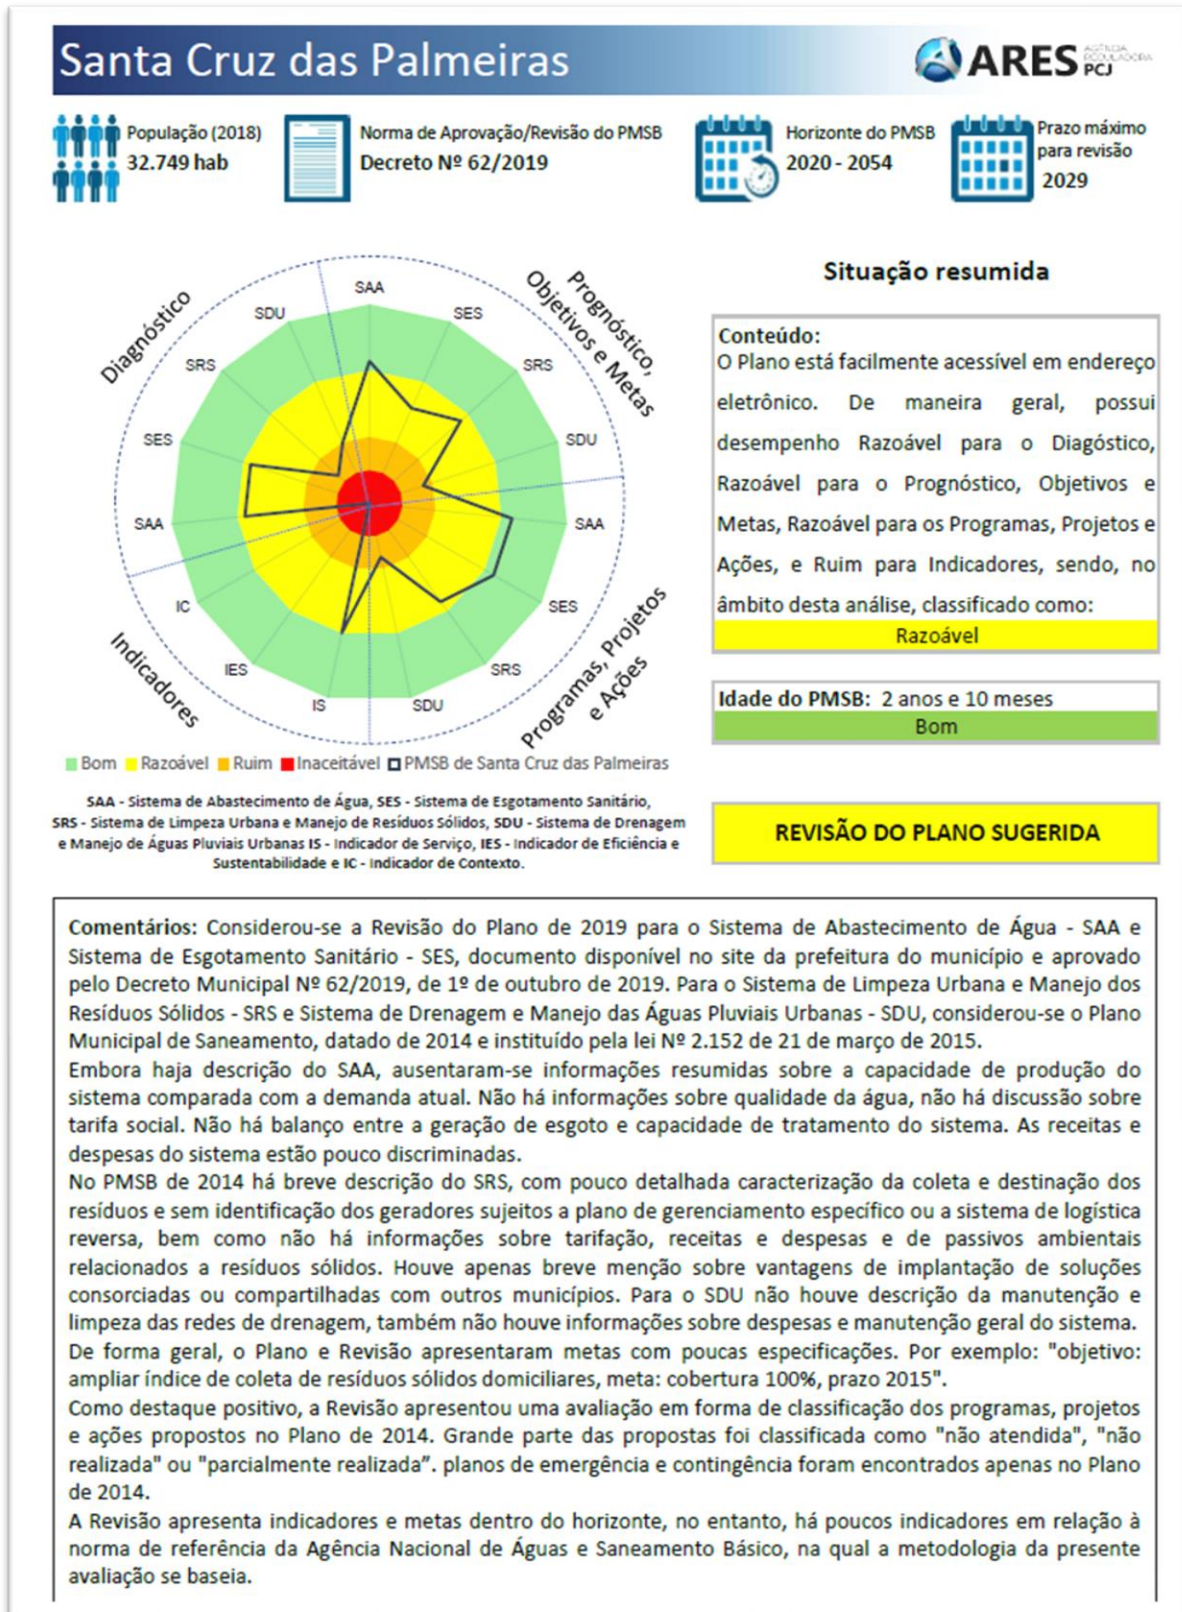 Santa Cruz das Palmeiras
ARES AGÊNCIA
REGULADORA
PCJ
População (2018)
32.749 hab
Norma de Aprovação/Revisão do PMSB
Decreto Nº 62/2019
Horizonte do PMSB
2020 - 2054
Prazo máximo
para revisão
2029
Diagnóstico
Prognóstico,
Objetivos e Metas
Programas, Projetos
e Ações
Indicadores
SAA
SES
SRS
SDU
SAA
SES
SRS
SDU
IS
IES
IC
SAA
SES
SRS
SDU
Bom Razoável Ruim Inaceitável PMSB de Santa Cruz das Palmeiras
SAA - Sistema de Abastecimento de Água, SES - Sistema de Esgotamento Sanitário,
SRS - Sistema de Limpeza Urbana e Manejo de Resíduos Sólidos, SDU - Sistema de Drenagem
e Manejo de Águas Pluviais Urbanas IS - Indicador de Serviço, IES - Indicador de Eficiência e
Sustentabilidade e IC - Indicador de Contexto.
Situação resumida
Conteúdo:
O Plano está facilmente acessível em endereço
eletrônico. De maneira geral, possui
desempenho Razoável para o Diagóstico,
Razoável para o Prognóstico, Objetivos e
Metas, Razoável para os Programas, Projetos e
Ações, e Ruim para Indicadores, sendo, no
âmbito desta análise, classificado como:
Razoável
Idade do PMSB: 2 anos e 10 meses
Bom
REVISÃO DO PLANO SUGERIDA
Comentários: Considerou-se a Revisão do Plano de 2019 para o Sistema de Abastecimento de Água - SAA e
Sistema de Esgotamento Sanitário - SES, documento disponível no site da prefeitura do município e aprovado
pelo Decreto Municipal Nº 62/2019, de 1º de outubro de 2019. Para o Sistema de Limpeza Urbana e Manejo dos
Resíduos Sólidos - SRS e Sistema de Drenagem e Manejo das Águas Pluviais Urbanas - SDU, considerou-se o Plano
Municipal de Saneamento, datado de 2014 e instituído pela lei Nº 2.152 de 21 de março de 2015.
Embora haja descrição do SAA, ausentaram-se informações resumidas sobre a capacidade de produção do
sistema comparada com a demanda atual. Não há informações sobre qualidade da água, não há discussão sobre
tarifa social. Não há balanço entre a geração de esgoto e capacidade de tratamento do sistema. As receitas e
despesas do sistema estão pouco discriminadas.
No PMSB de 2014 há breve descrição do SRS, com pouco detalhada caracterização da coleta e destinação dos
resíduos e sem identificação dos geradores sujeitos a plano de gerenciamento específico ou a sistema de logística
reversa, bem como não há informações sobre tarifação, receitas e despesas e de passivos ambientais
relacionados a resíduos sólidos. Houve apenas breve menção sobre vantagens de implantação de soluções
consorciadas ou compartilhadas com outros municípios. Para o SDU não houve descrição da manutenção e
limpeza das redes de drenagem, também não houve informações sobre despesas e manutenção geral do sistema.
De forma geral, o Plano e Revisão apresentaram metas com poucas especificações. Por exemplo: "objetivo:
ampliar índice de coleta de resíduos sólidos domiciliares, meta: cobertura 100%, prazo 2015".
Como destaque positivo, a Revisão apresentou uma avaliação em forma de classificação dos programas, projetos
e ações propostos no Plano de 2014. Grande parte das propostas foi classificada como "não atendida", "não
realizada" ou "parcialmente realizada”. planos de emergência e contingência foram encontrados apenas no Plano
de 2014.
A Revisão apresenta indicadores e metas dentro do horizonte, no entanto, há poucos indicadores em relação à
norma de referência da Agência Nacional de Águas e Saneamento Básico, na qual a metodologia da presente
avaliação se baseia.